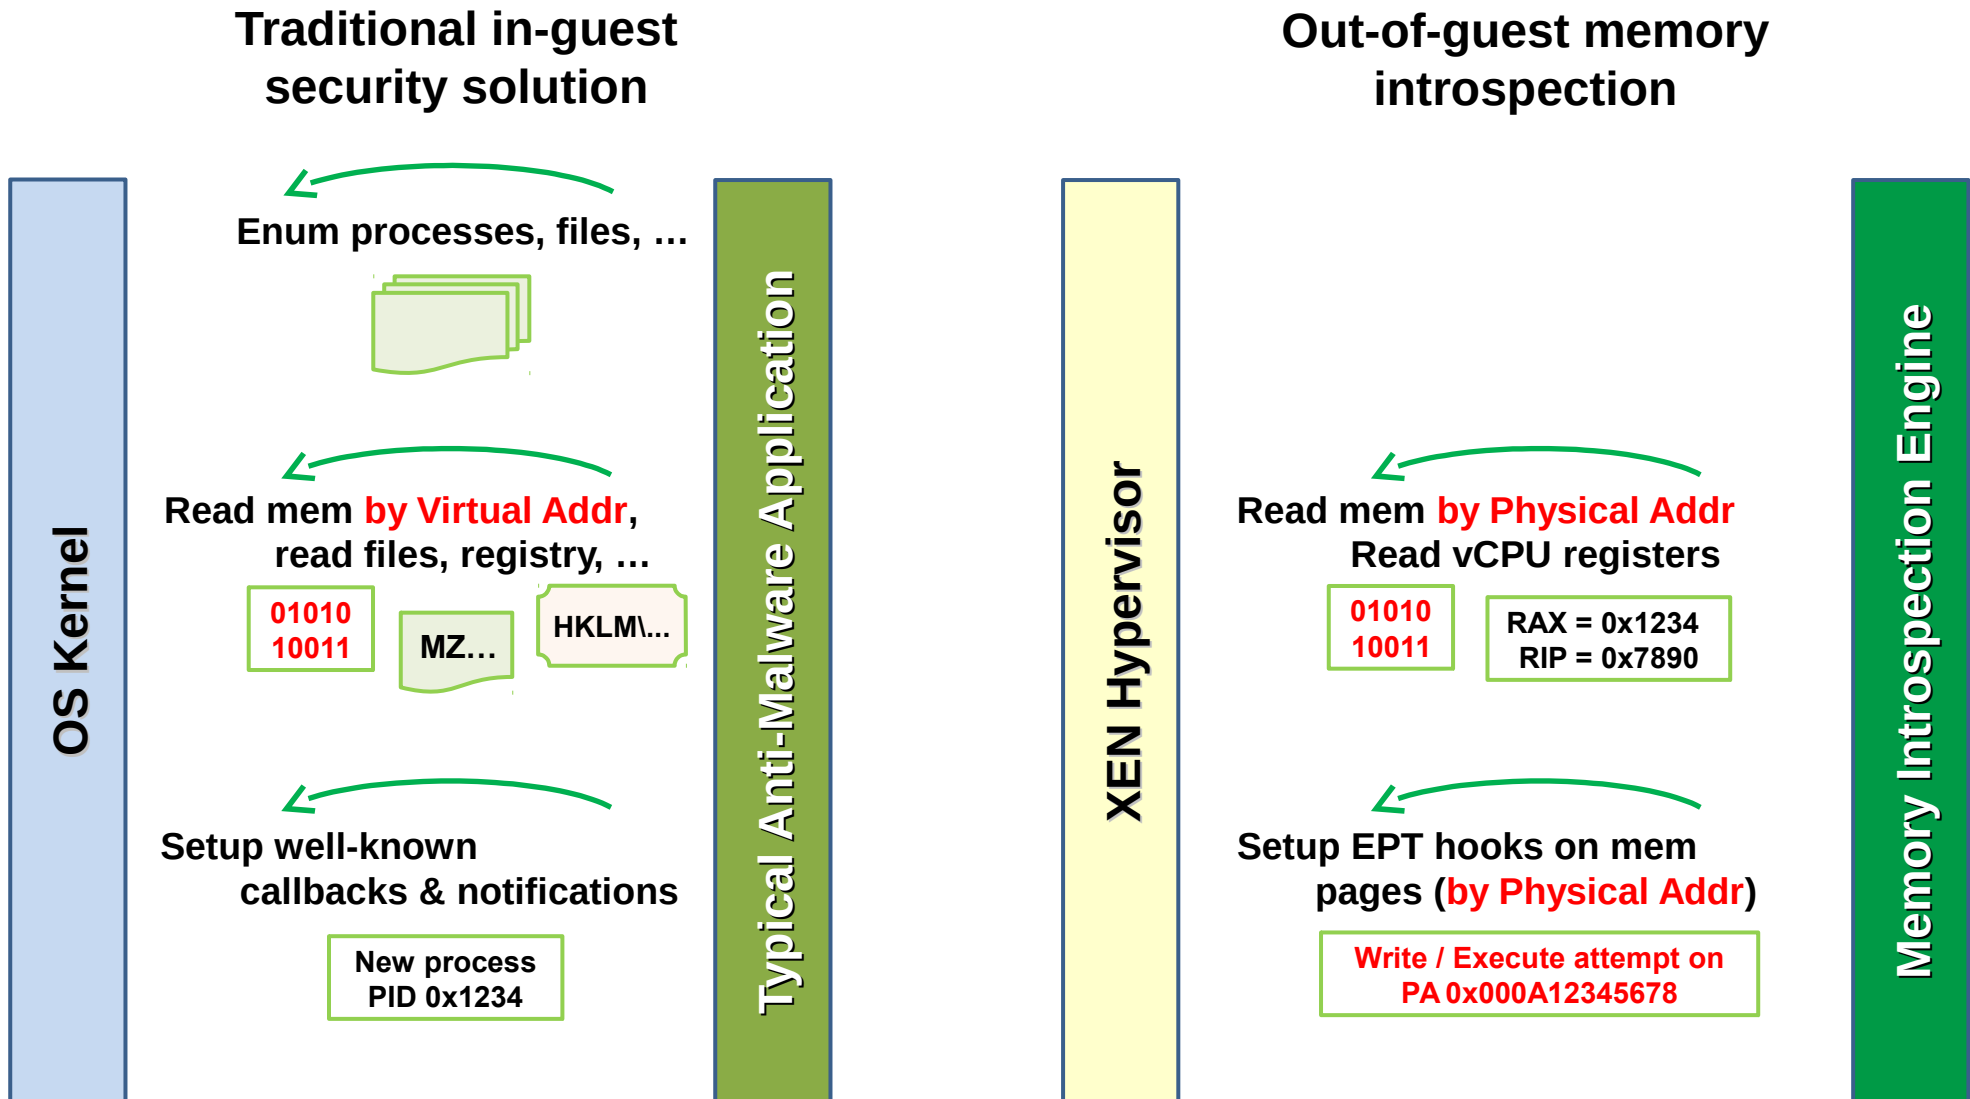 Traditional in-guest
security solution
OS Kernel
Enum processes, files, …
Read mem by Virtual Addr,
read files, registry, …
01010
10011
MZ…
HKLM\...
Setup well-known
callbacks & notifications
New process
PID 0x1234
Typical Anti-Malware Application
Out-of-guest memory
introspection
XEN Hypervisor
Read mem by Physical Addr
Read vCPU registers
01010
10011
RAX = 0x1234
RIP = 0x7890
Setup EPT hooks on mem
pages (by Physical Addr)
Write / Execute attempt on
PA 0x000A12345678
Memory Introspection Engine